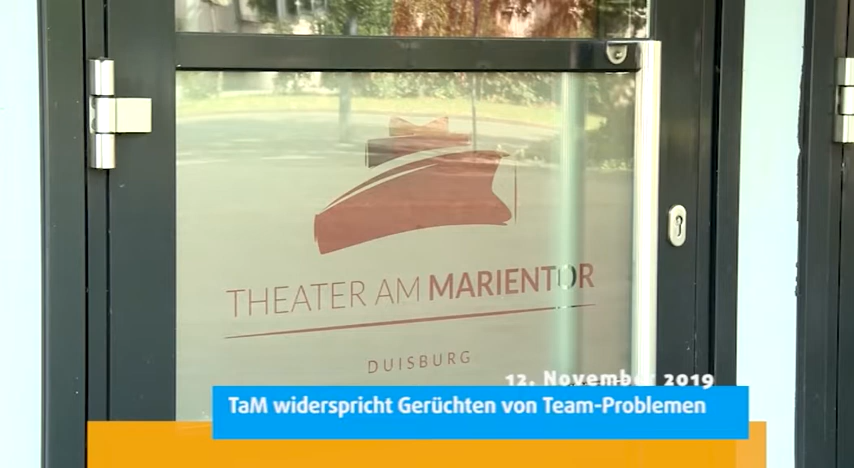 THEATER AM MARIENTOR
DUISBURG
12. November 2019
TaM widerspricht Gerüchten von Team-Problemen